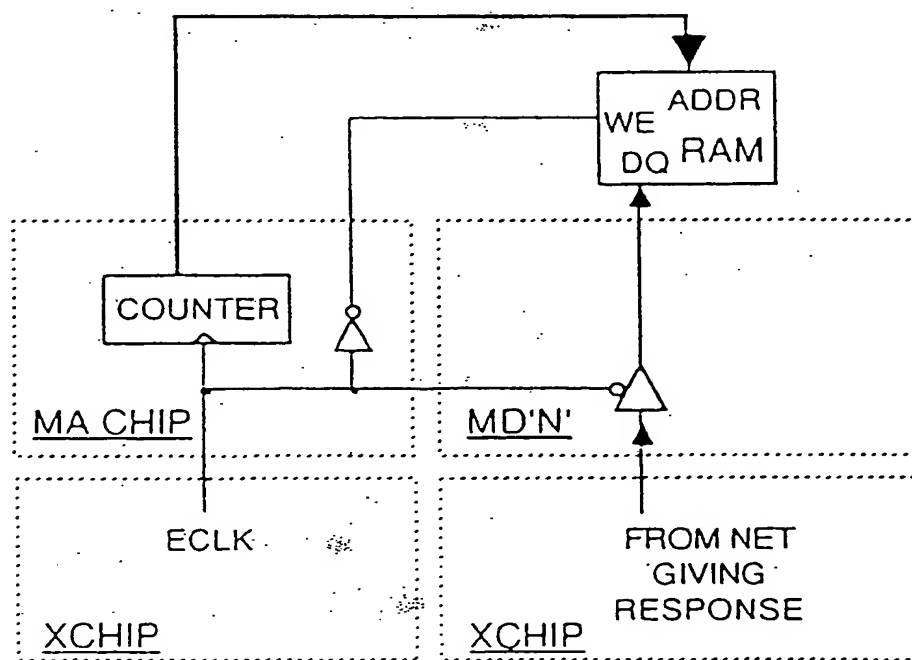 ADDR
WE
RAM
DQ
COUNTER
MA CHIP
MD'N'
ECLK
FROM NET
GIVING
RESPONSE
XCHIP
XCHIP